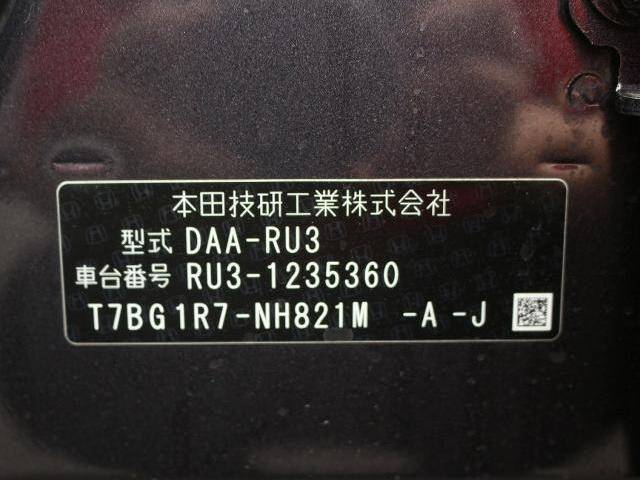 本田技研工業株式会社
型式 DAA-RU3
車台番号 RU3-1235360
T7BG1R7-NH821M -A -J